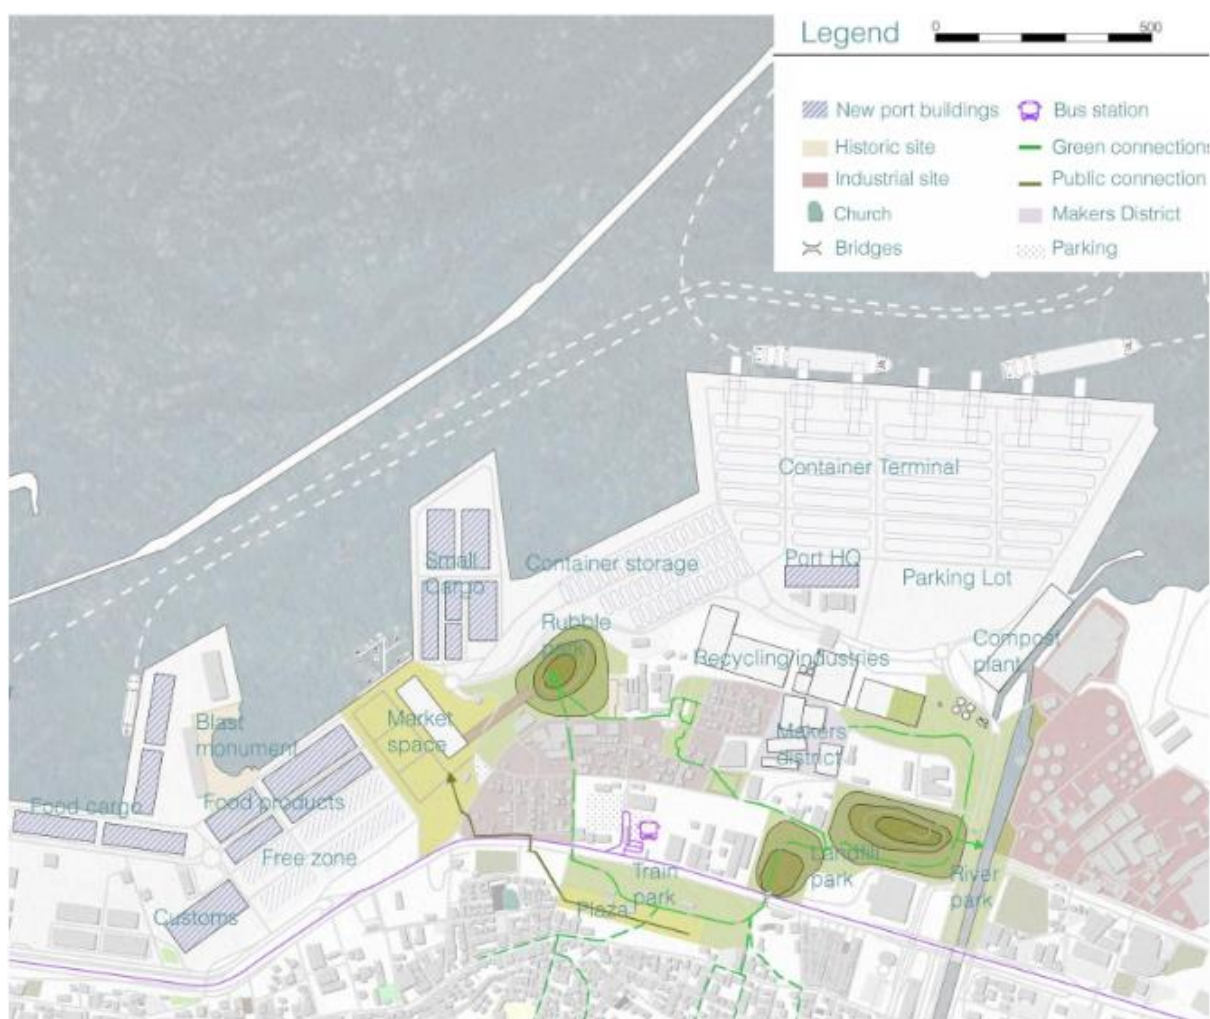 Legend
0 500
New port buildings
Bus station
Historic site
Green connections
Industrial site
Public connection
Church
Makers District
Bridges
Parking
Container Terminal
Small
Cargo
Container storage
Port HQ
Parking Lot
Rubble
park
Recycling industries
Compost
plant
Blast
monument
Market
space
Makers
district
Food cargo
Food products
Free zone
Train
park
Landfill
park
River
park
Plaza
Customs